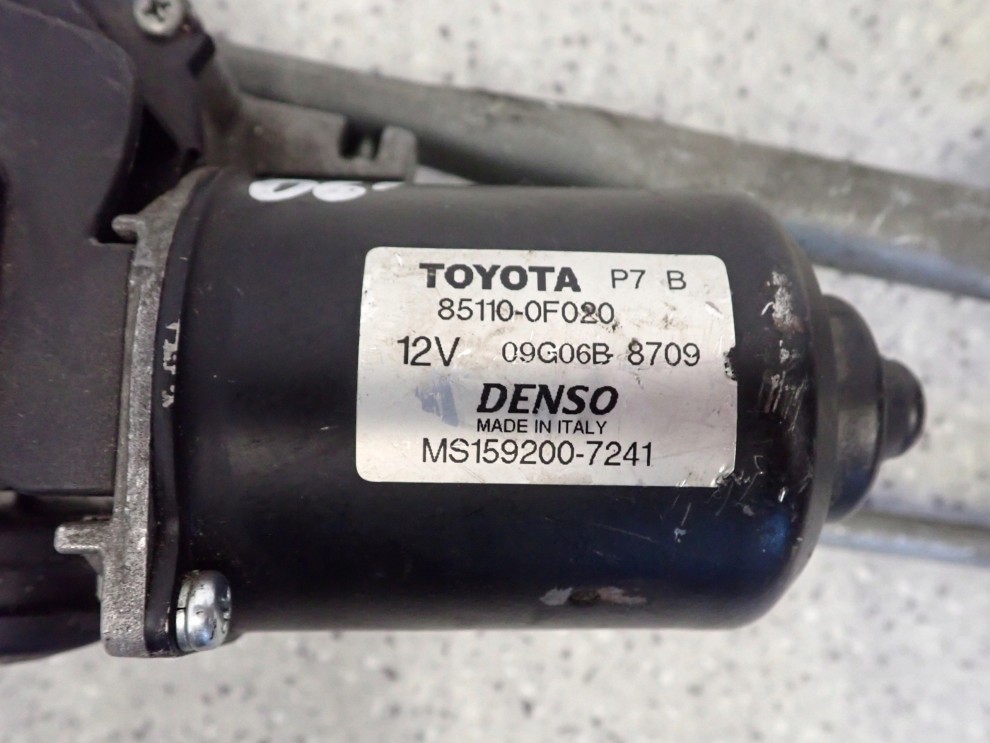 TOYOTA P7 B
85110-0F020
12V 09G06B-8709
DENSO
MADE IN ITALY
MS159200-7241